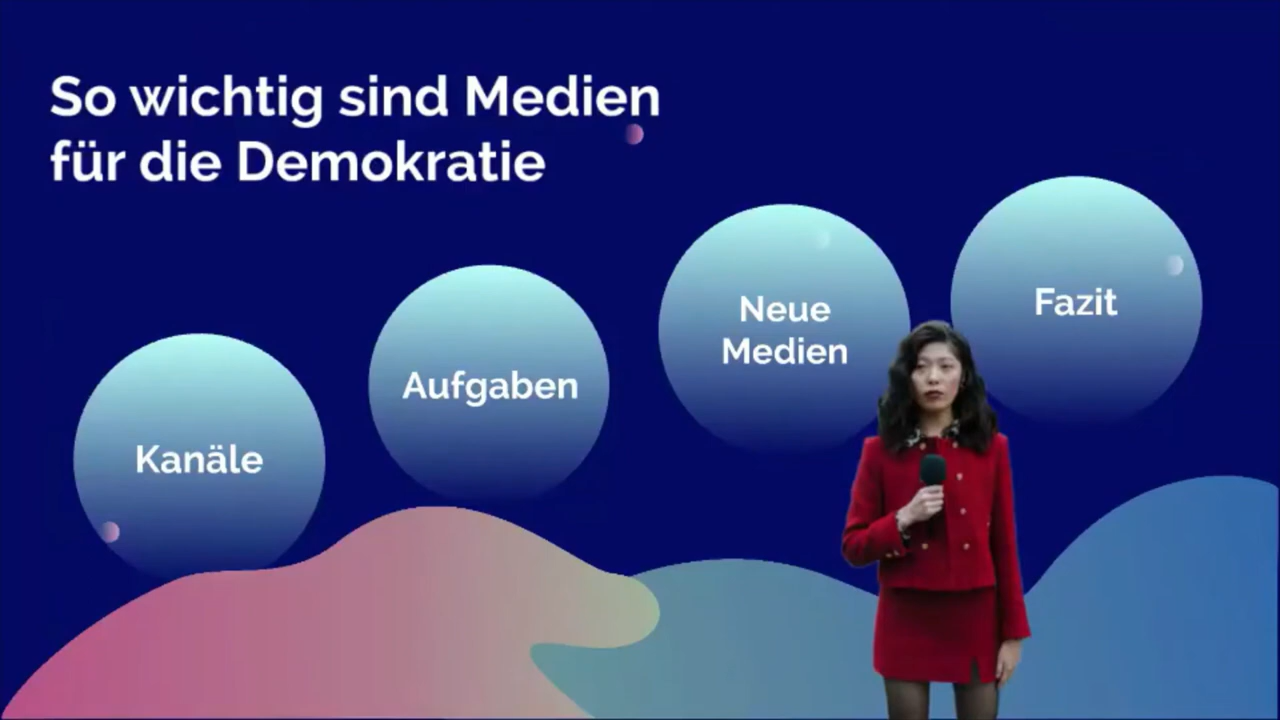 So wichtig sind Medien
für die Demokratie
Kanäle
Aufgaben
Neue
Medien
Fazit